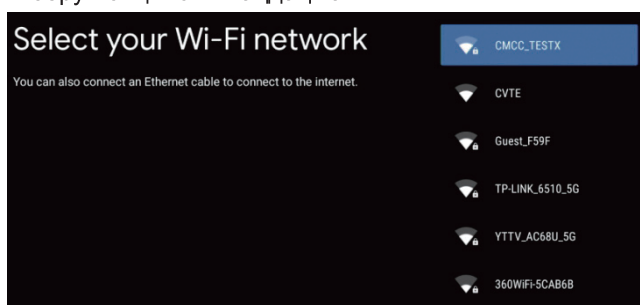 Select your Wi-Fi network
You can also connect an Ethernet cable to connect to the internet.
CMCC_TESTX
CVTE
Guest_F59F
TP-LINK_6510_5G
YTTV_AC68U_5G
360WiFi-5CAB6B